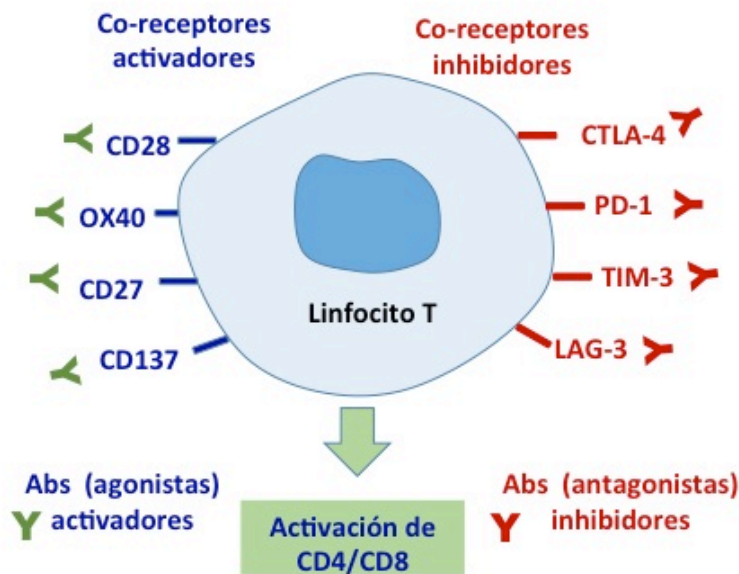 Co-receptores
activadores
Co-receptores
inhibidores
CD28
OX40
CD27
CD137
CTLA-4
PD-1
TIM-3
LAG-3
Linfocito T
Abs (agonistas)
activadores
Activación de
CD4/CD8
Abs (antagonistas)
inhibidores